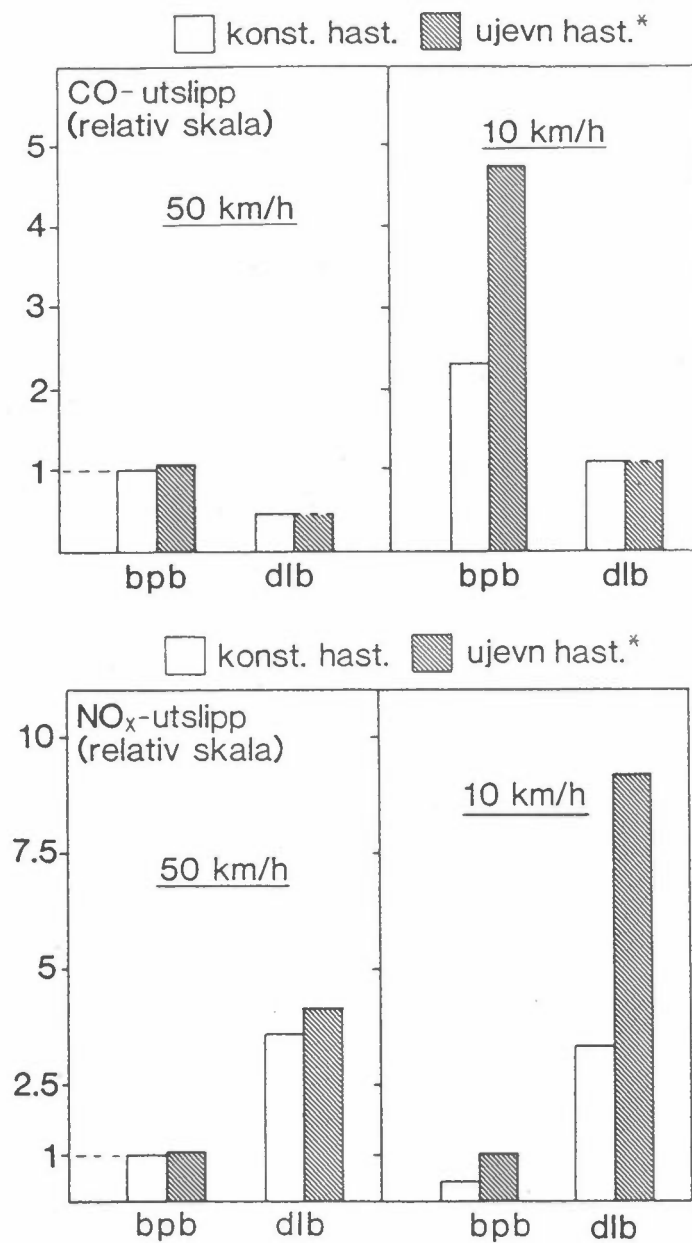 konst. hast. ujevn hast.*
CO-utslipp
(relativ skala)
10 km/h
50 km/h
5
4
3
2
1
bpb dlb bpb dlb
konst. hast. ujevn hast.*
NOx-utslipp
(relativ skala)
10 km/h
50 km/h
10
7.5
5
2.5
1
bpb dlb bpb dlb